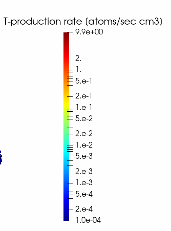 T-production rate [atoms/sec cm3]
9.9e+00
2.
1.
5.e-1
2.e-1
1.e-1
5.e-2
2.e-2
1.e-2
5.e-3
2.e-3
1.e-3
5.e-4
2.e-4
1.0e-04